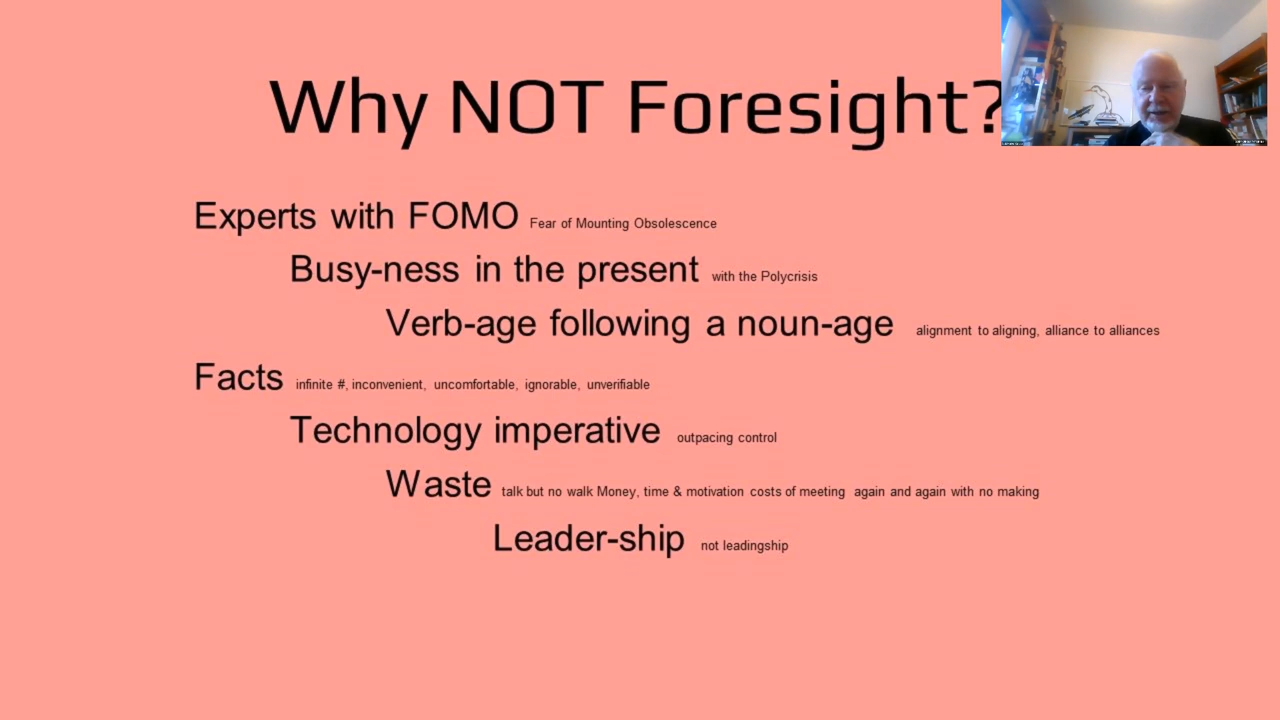 Why NOT Foresight?
Experts with FOMO Fear of Mounting Obsolescence
Busy-ness in the present with the Polycrisis
Verb-age following a noun-age alignment to aligning, alliance to alliances
Facts infinite #, inconvenient, uncomfortable, ignorable, unverifiable
Technology imperative outpacing control
Waste talk but no walk Money, time & motivation costs of meeting again and again with no making
Leader-ship not leadingship